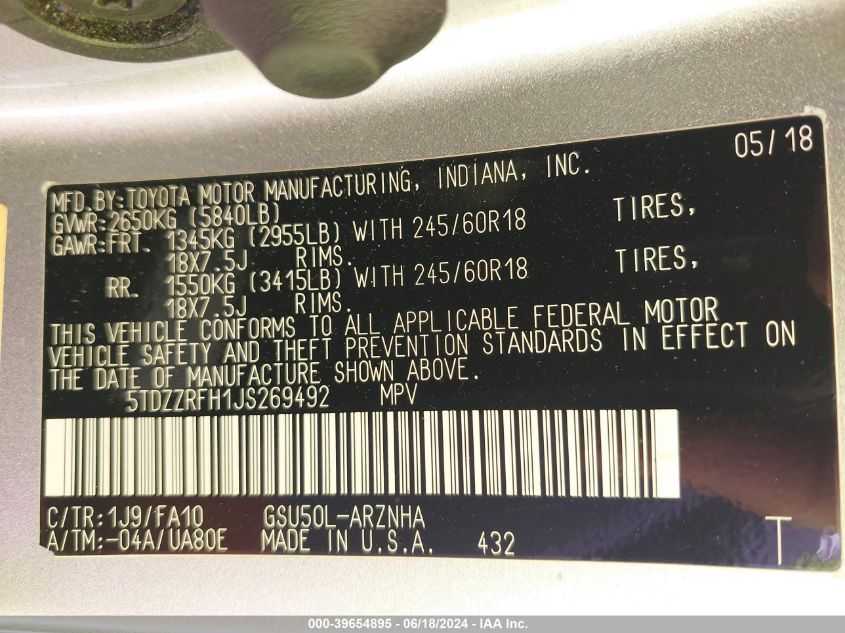 05/18
MFD.BY:TOYOTA MOTOR MANUFACTURING, INDIANA, INC.
GVWR:2650KG (5840LB)
GAWR:FRT. 1345KG (2955LB) WITH 245/60R18 TIRES,
18X7.5J RIMS.
RR. 1550KG (3415LB) WITH 245/60R18 TIRES,
18X7.5J RIMS.
THIS VEHICLE CONFORMS TO ALL APPLICABLE FEDERAL MOTOR
VEHICLE SAFETY AND THEFT PREVENTION STANDARDS IN EFFECT ON
THE DATE OF MANUFACTURE SHOWN ABOVE.
5TDZZRFH1JS269492 MPV
C/TR:1J9/FA10 GSU50L-ARZNHA
A/TM:-04A/UA80E MADE IN U.S.A. 432 T
000-39654895 - 06/18/2024 - IAA Inc.